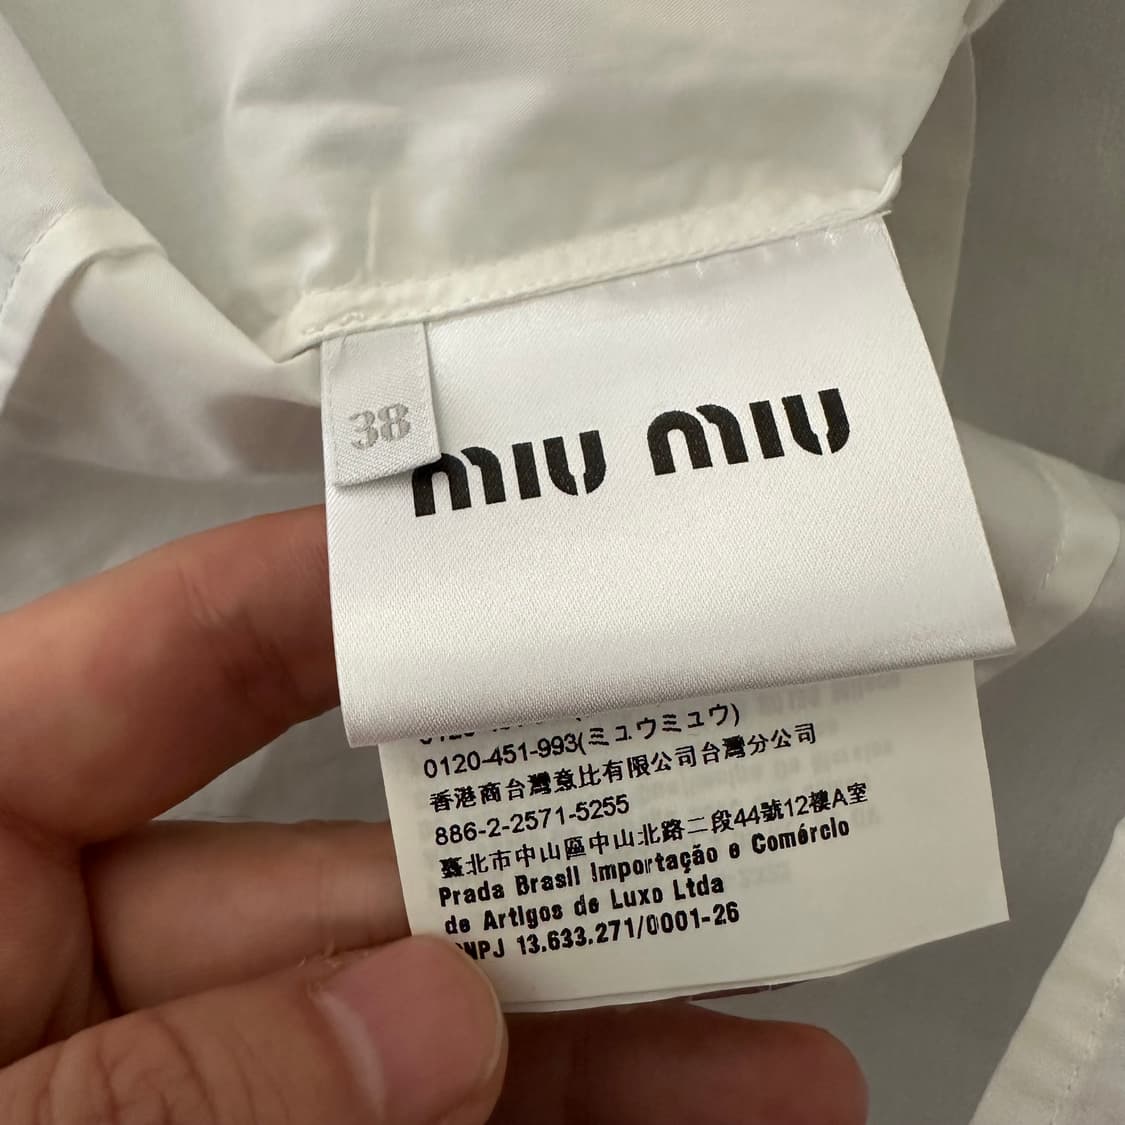 38
miu miu
0120-451-993(ミュウミュウ)
香港商台灣意比有限公司台灣分公司
886-2-2571-5255
臺北市中山區中山北路二段44號12樓A室
Prada Brasil Importação e Comércio
de Artigos de Luxo Ltda
CNPJ 13.633.271/0001-26